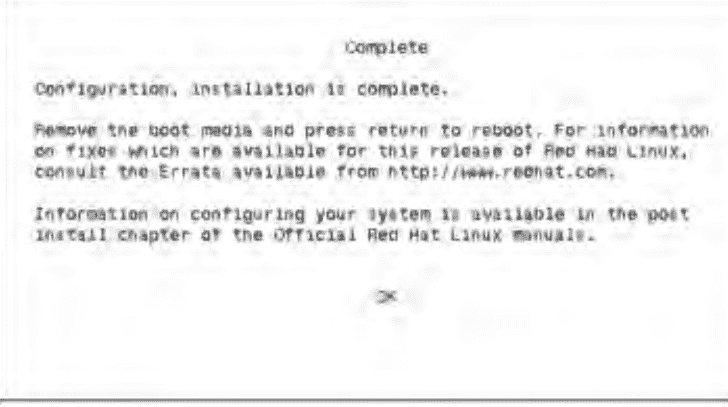 Complete
Configuration, installation is complete.
Remove the boot media and press return to reboot. For information
on fixes which are available for this release of Red Had Linux,
consult the Errata available from http://www.redhat.com.
Information on configuring your system is available in the post
install chapter of the Official Red Hat Linux manuals.
OK